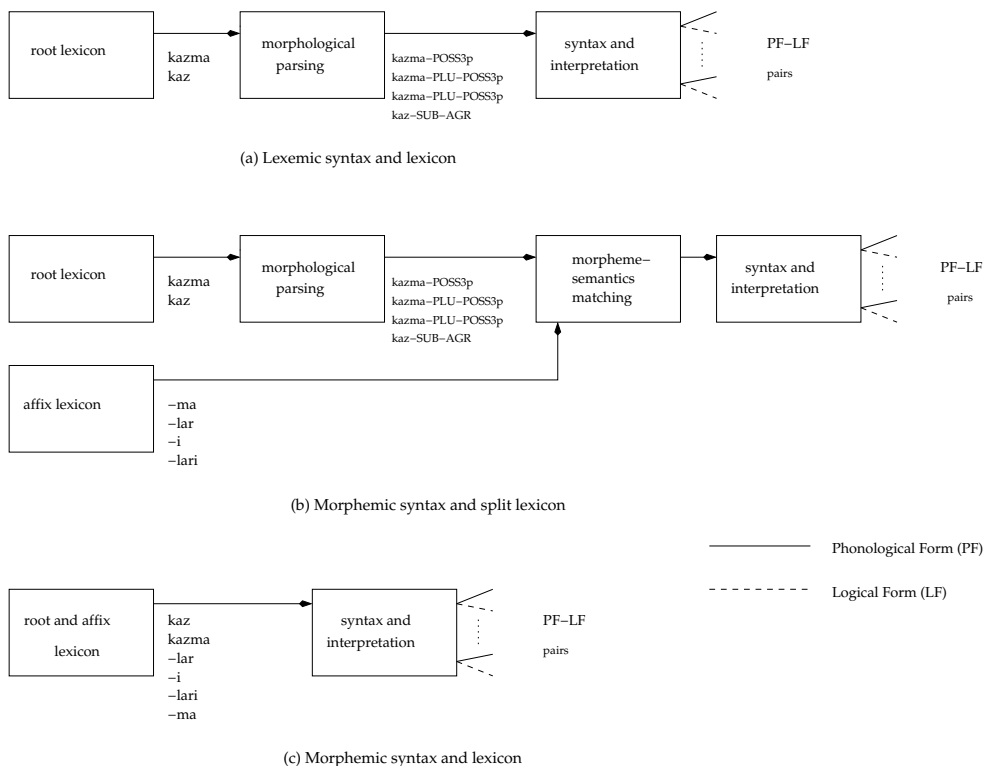 root lexicon
kazma
kaz
morphological
parsing
kazma−POSS3p
kazma−PLU−POSS3p
kazma−PLU−POSS3p
kaz−SUB−AGR
syntax and
interpretation
PF−LF
pairs
(a) Lexemic syntax and lexicon
root lexicon
kazma
kaz
morphological
parsing
kazma−POSS3p
kazma−PLU−POSS3p
kazma−PLU−POSS3p
kaz−SUB−AGR
morpheme−
semantics
matching
syntax and
interpretation
PF−LF
pairs
affix lexicon
−ma
−lar
−i
−lari
(b) Morphemic syntax and split lexicon
Phonological Form (PF)
Logical Form (LF)
root and affix
lexicon
kaz
kazma
−lar
−i
−lari
−ma
syntax and
interpretation
PF−LF
pairs
(c) Morphemic syntax and lexicon